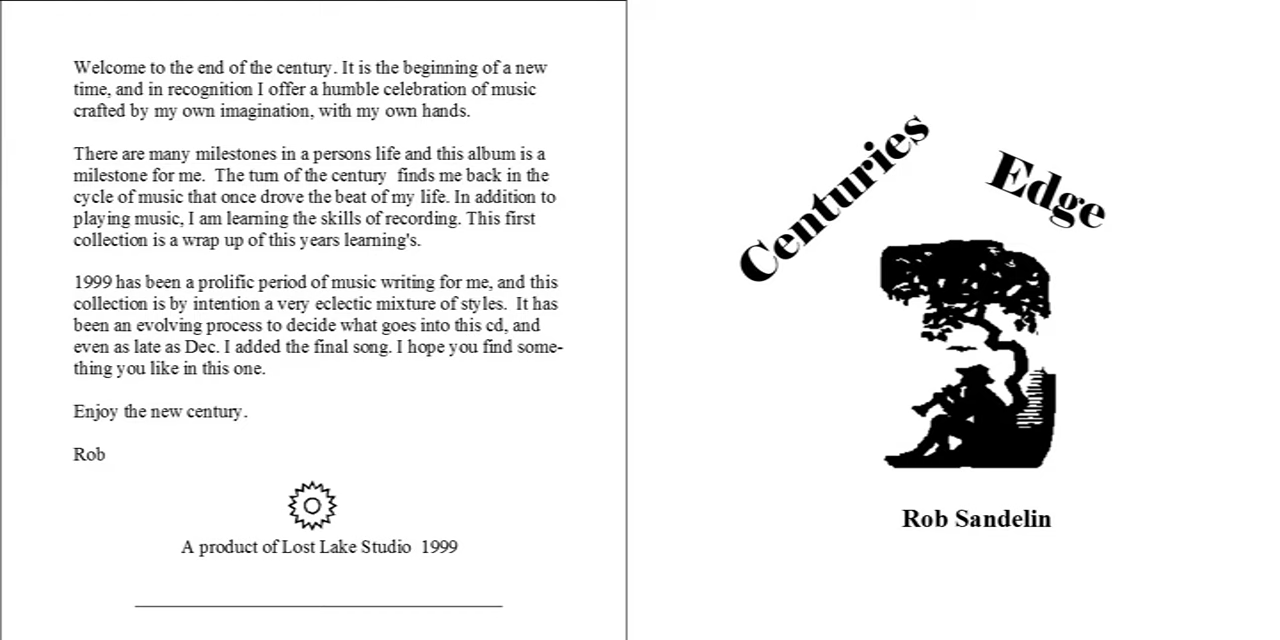 Welcome to the end of the century. It is the beginning of a new
time, and in recognition I offer a humble celebration of music
crafted by my own imagination, with my own hands.
There are many milestones in a persons life and this album is a
milestone for me.  The turn of the century  finds me back in the
cycle of music that once drove the beat of my life. In addition to
playing music, I am learning the skills of recording. This first
collection is a wrap up of this years learning's.
1999 has been a prolific period of music writing for me, and this
collection is by intention a very eclectic mixture of styles.  It has
been an evolving process to decide what goes into this cd, and
even as late as Dec. I added the final song. I hope you find some-
thing you like in this one.
Enjoy the new century.
Rob
A product of Lost Lake Studio  1999
Centuries
Edge
Rob Sandelin